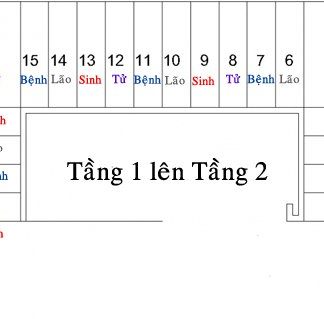 15 14 13 12 11 10 9 8 7 6
Bệnh Lão Sinh Tử Bệnh Lão Sinh Tử Bệnh Lão
Tầng 1 lên Tầng 2